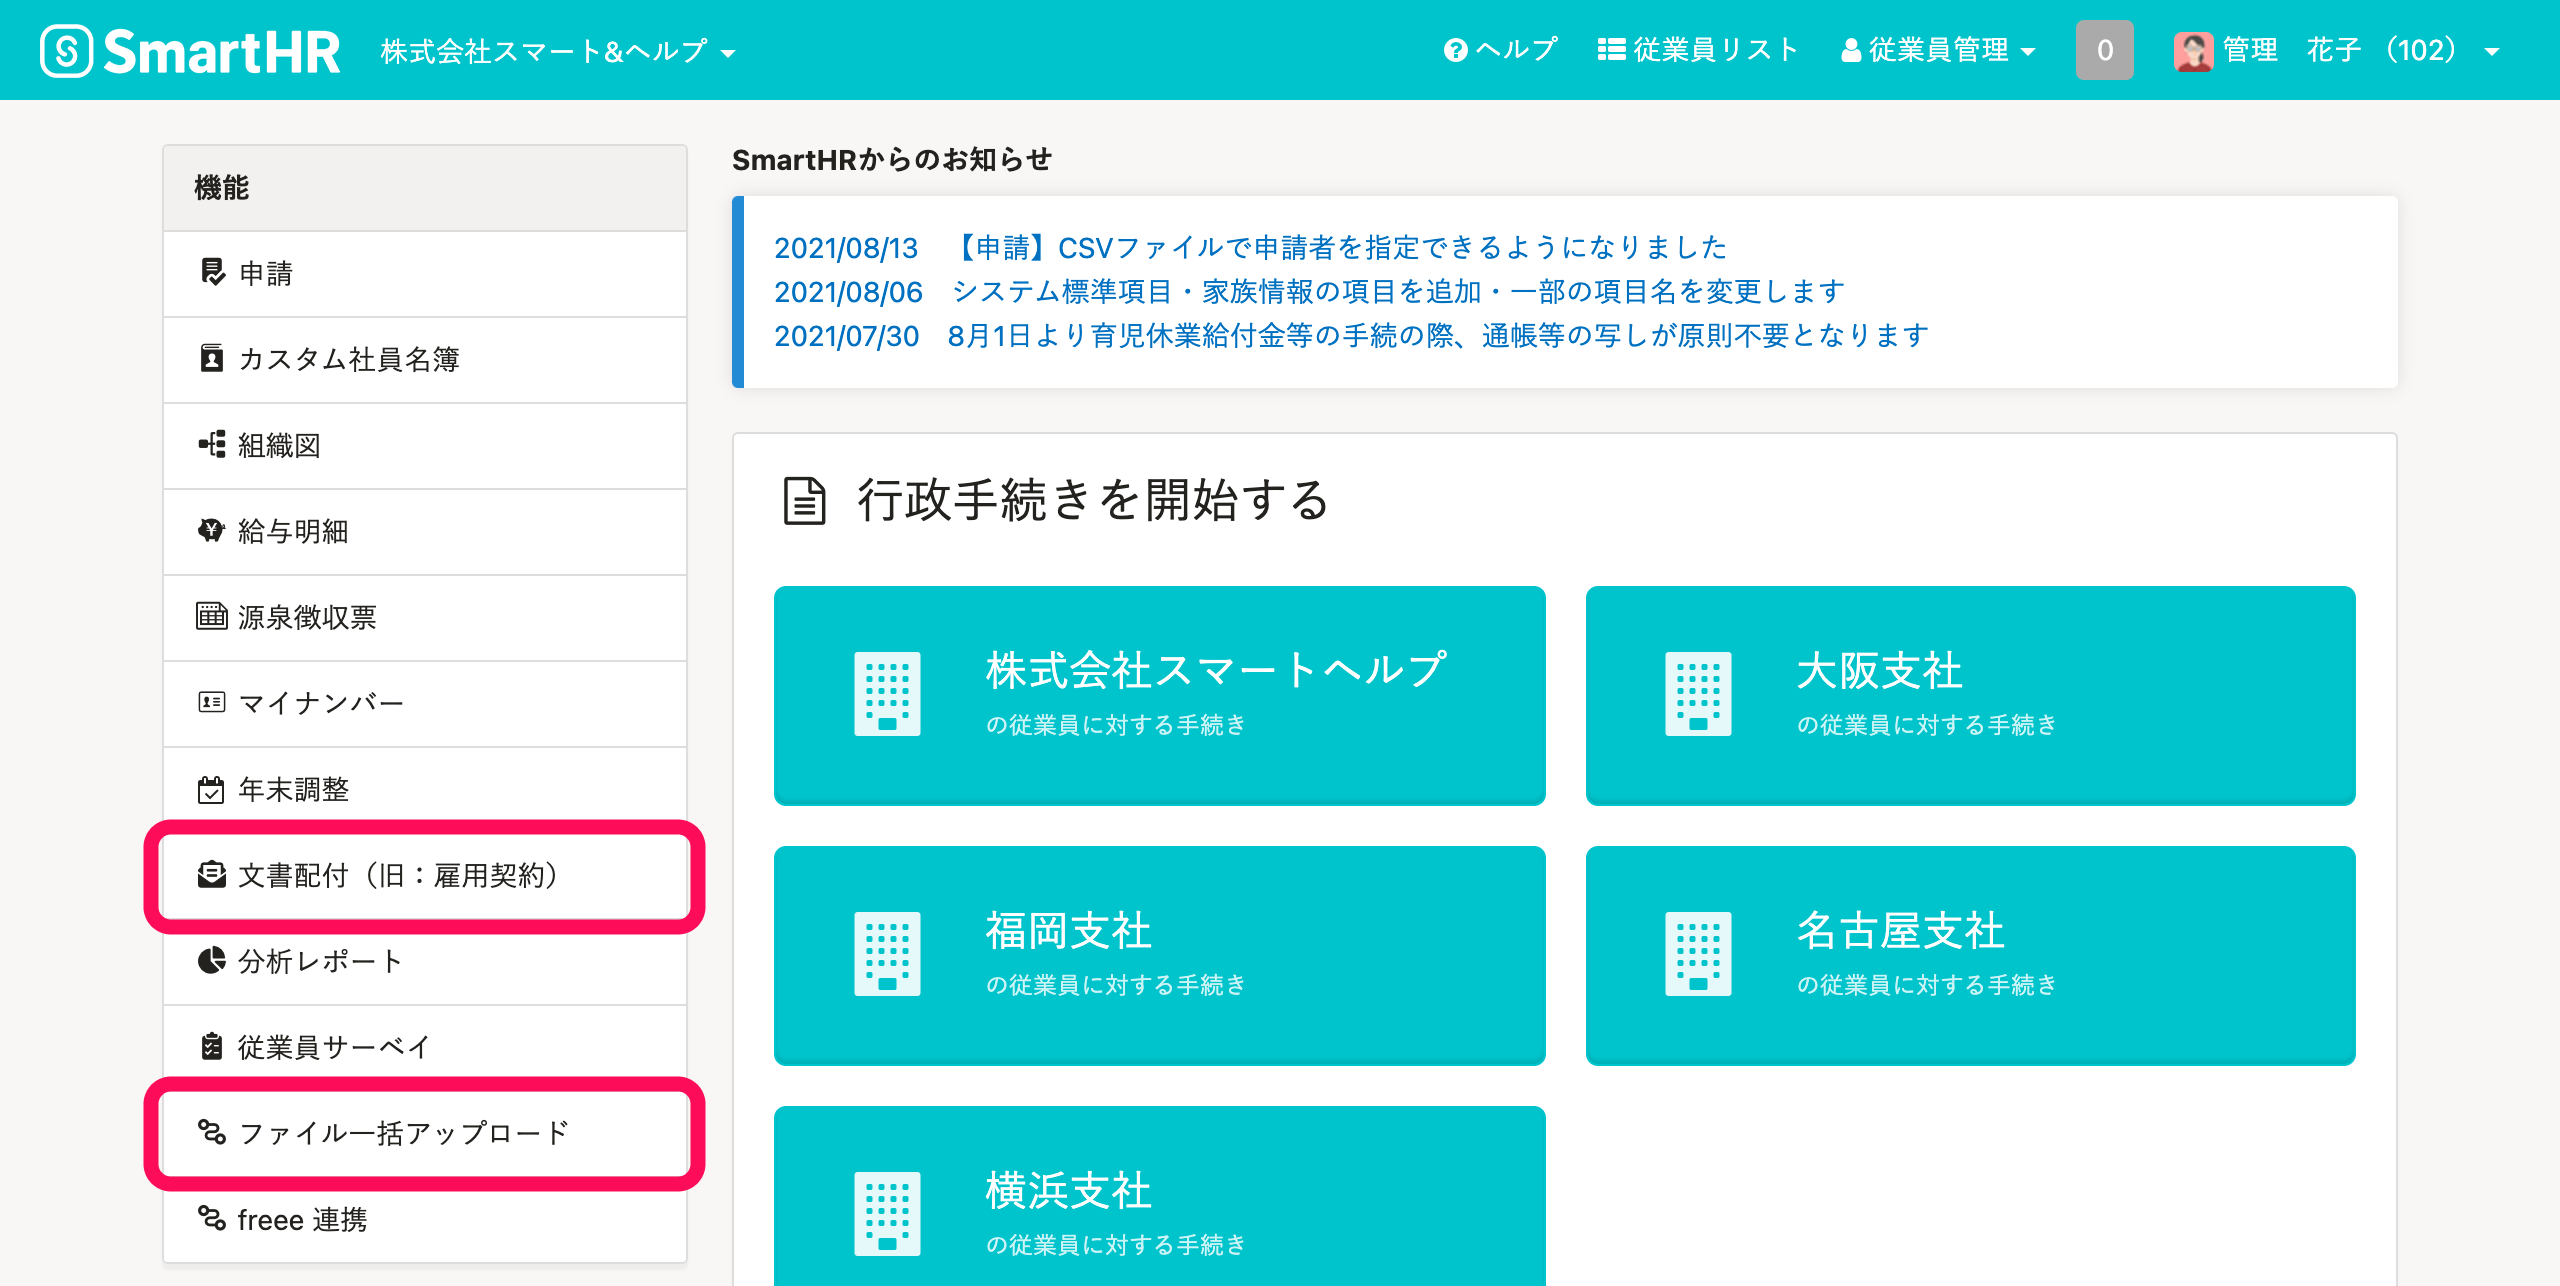 SmartHR 株式会社スマート&ヘルプ ヘルプ 従業員リスト 従業員管理 0 管理 花子 （102）
機能
申請
カスタム社員名簿
組織図
給与明細
源泉徴収票
マイナンバー
年末調整
文書配付（旧：雇用契約）
分析レポート
従業員サーベイ
ファイル一括アップロード
freee 連携
SmartHRからのお知らせ
2021/08/13 【申請】CSVファイルで申請者を指定できるようになりました
2021/08/06 システム標準項目・家族情報の項目を追加・一部の項目名を変更します
2021/07/30 8月1日より育児休業給付金等の手続の際、通帳等の写しが原則不要となります
行政手続きを開始する
株式会社スマートヘルプ
の従業員に対する手続き
大阪支社
の従業員に対する手続き
福岡支社
の従業員に対する手続き
名古屋支社
の従業員に対する手続き
横浜支社
の従業員に対する手続き